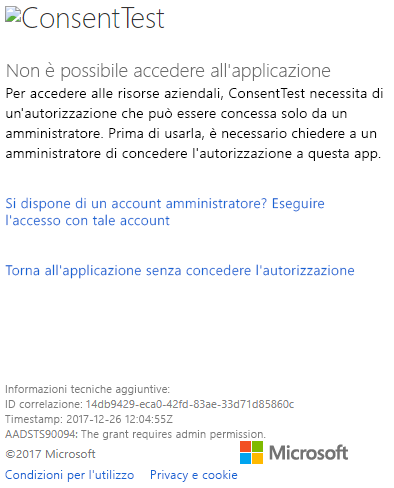 ConsentTest
Non è possibile accedere all'applicazione
Per accedere alle risorse aziendali, ConsentTest necessita di
un'autorizzazione che può essere concessa solo da un
amministratore. Prima di usarla, è necessario chiedere a un
amministratore di concedere l'autorizzazione a questa app.
Si dispone di un account amministratore? Eseguire
l'accesso con tale account
Torna all'applicazione senza concedere l'autorizzazione
Informazioni tecniche aggiuntive:
ID correlazione: 14db9429-eca0-42fd-83ae-33d71d85860c
Timestamp: 2017-12-26 12:04:55Z
AADSTS90094: The grant requires admin permission.
©2017 Microsoft
Microsoft
Condizioni per l'utilizzo Privacy e cookie